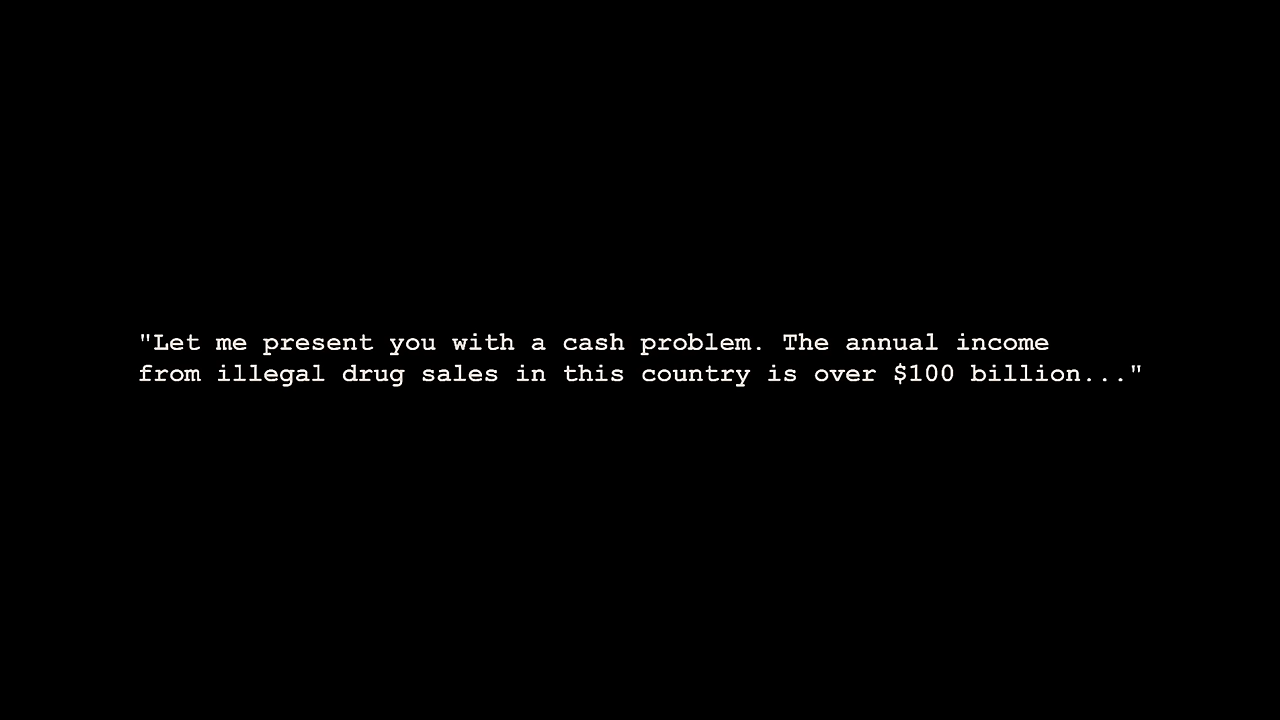 "Let me present you with a cash problem. The annual income
from illegal drug sales in this country is over $100 billion..."